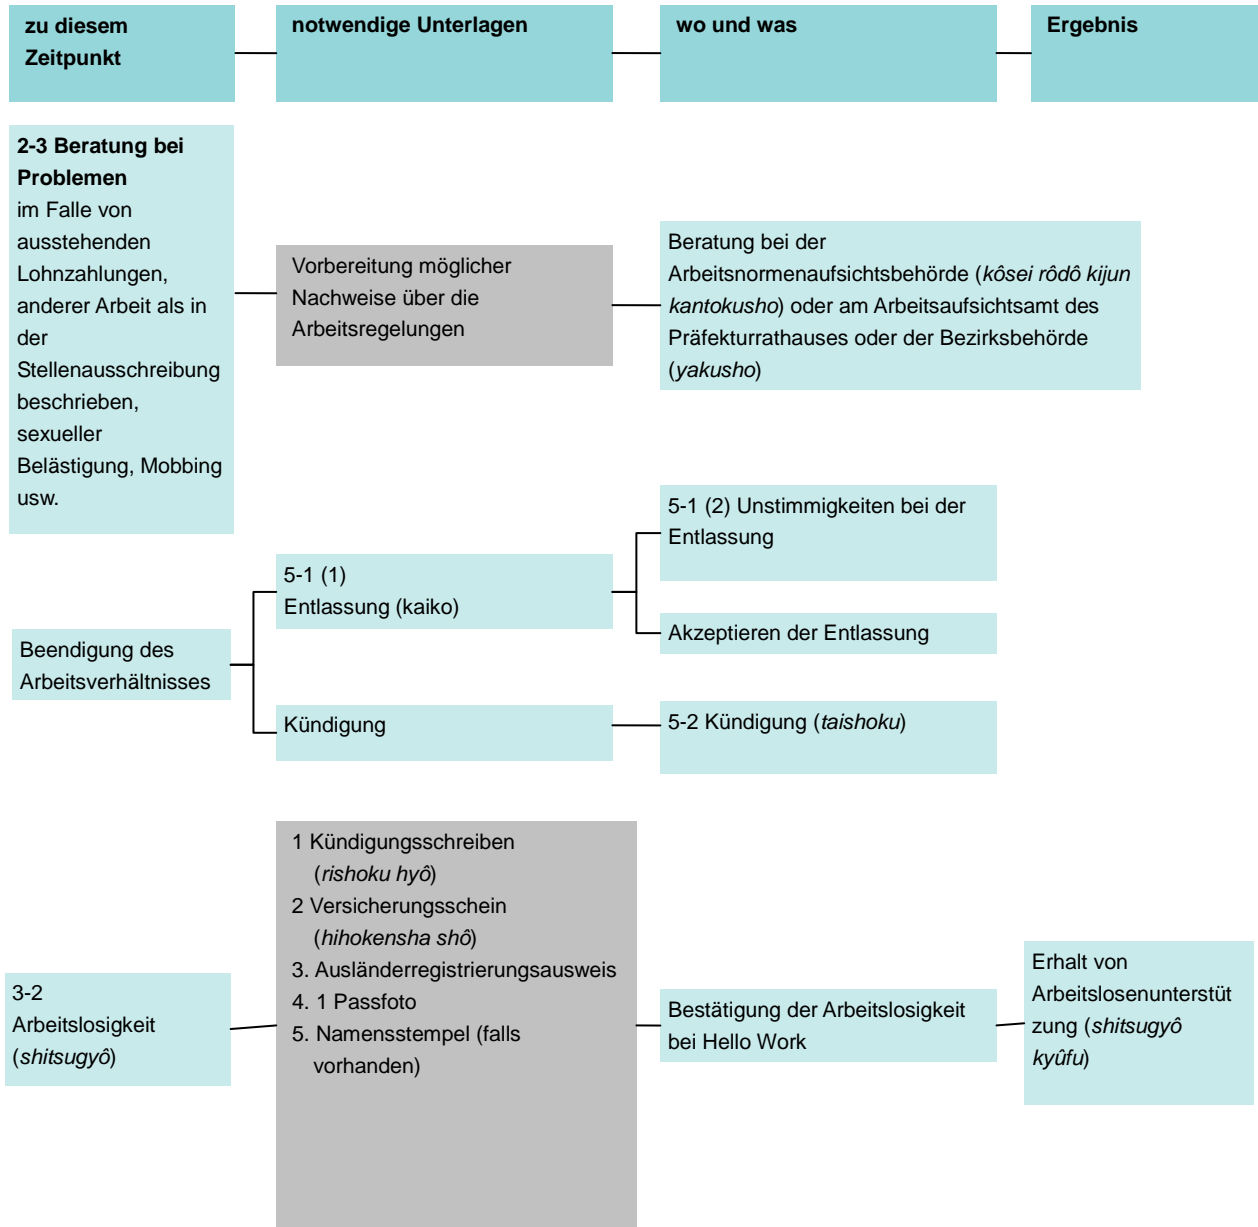 zu diesem
Zeitpunkt
notwendige Unterlagen
wo und was
Ergebnis
2-3 Beratung bei
Problemen
im Falle von
ausstehenden
Lohnzahlungen,
anderer Arbeit als in
der
Stellenausschreibung
beschrieben,
sexueller
Belästigung, Mobbing
usw.
Vorbereitung möglicher
Nachweise über die
Arbeitsregelungen
Beratung bei der
Arbeitsnormenaufsichtsbehörde (kôsei rôdô kijun
kantokusho) oder am Arbeitsaufsichtsamt des
Präfekturrathauses oder der Bezirksbehörde
(yakusho)
Beendigung des
Arbeitsverhältnisses
5-1 (1)
Entlassung (kaiko)
5-1 (2) Unstimmigkeiten bei der
Entlassung
Akzeptieren der Entlassung
Kündigung
5-2 Kündigung (taishoku)
3-2
Arbeitslosigkeit
(shitsugyô)
1 Kündigungsschreiben
(rishoku hyô)
2 Versicherungsschein
(hihokensha shô)
3. Ausländerregistrierungsausweis
4. 1 Passfoto
5. Namensstempel (falls
vorhanden)
Bestätigung der Arbeitslosigkeit
bei Hello Work
Erhalt von
Arbeitslosenunterstüt
zung (shitsugyô
kyûfu)